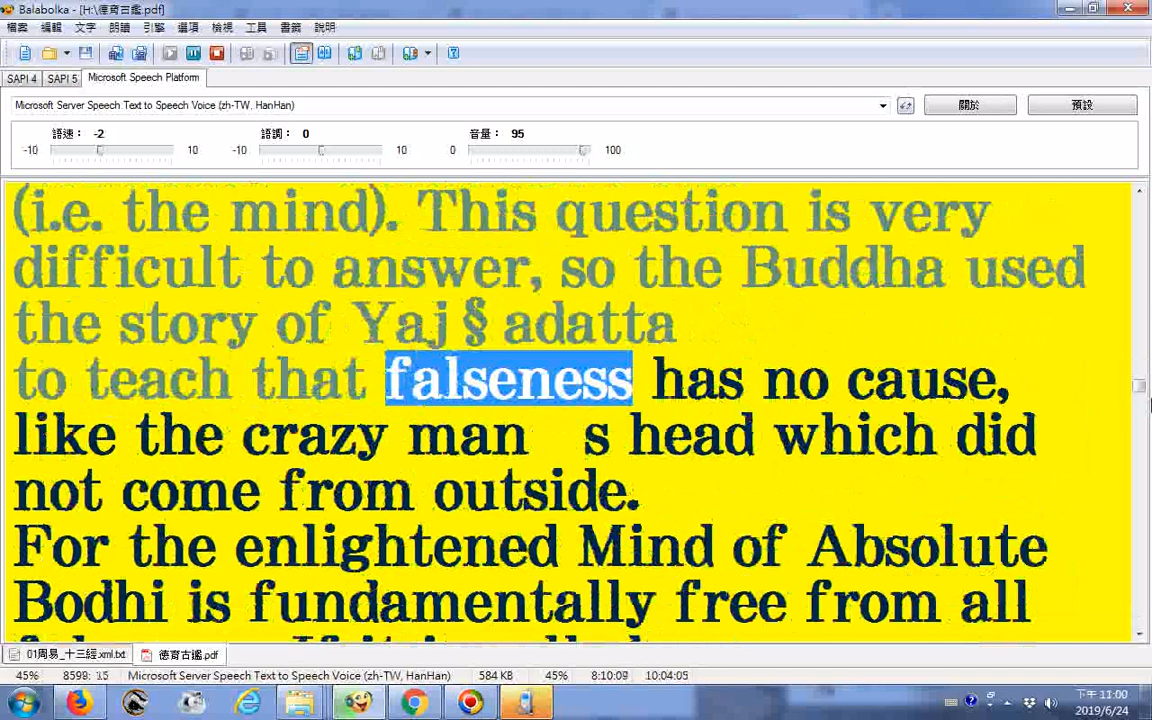 Balabolka - [H:\德育古鑑.pdf]
檔案 編輯 文字 朗讀 引擎 選項 檢視 工具 書籤 說明
SAPI 4 SAPI 5 Microsoft Speech Platform
Microsoft Server Speech Text to Speech Voice (zh-TW, HanHan) 關於 預設
語速： -2 語調： 0 音量： 95
-10 10 -10 10 0 100
(i.e. the mind). This question is very
difficult to answer, so the Buddha used
the story of Yaj § adatta
to teach that falseness has no cause,
like the crazy man s head which did
not come from outside.
For the enlightened Mind of Absolute
Bodhi is fundamentally free from all
01周易_十三經.xml.txt 德育古鑑.pdf
45% 8598: 15 Microsoft Server Speech Text to Speech Voice (zh-TW, HanHan) 584 KB 45% 8:10:09 10:04:05
下午 11:00
2019/6/24